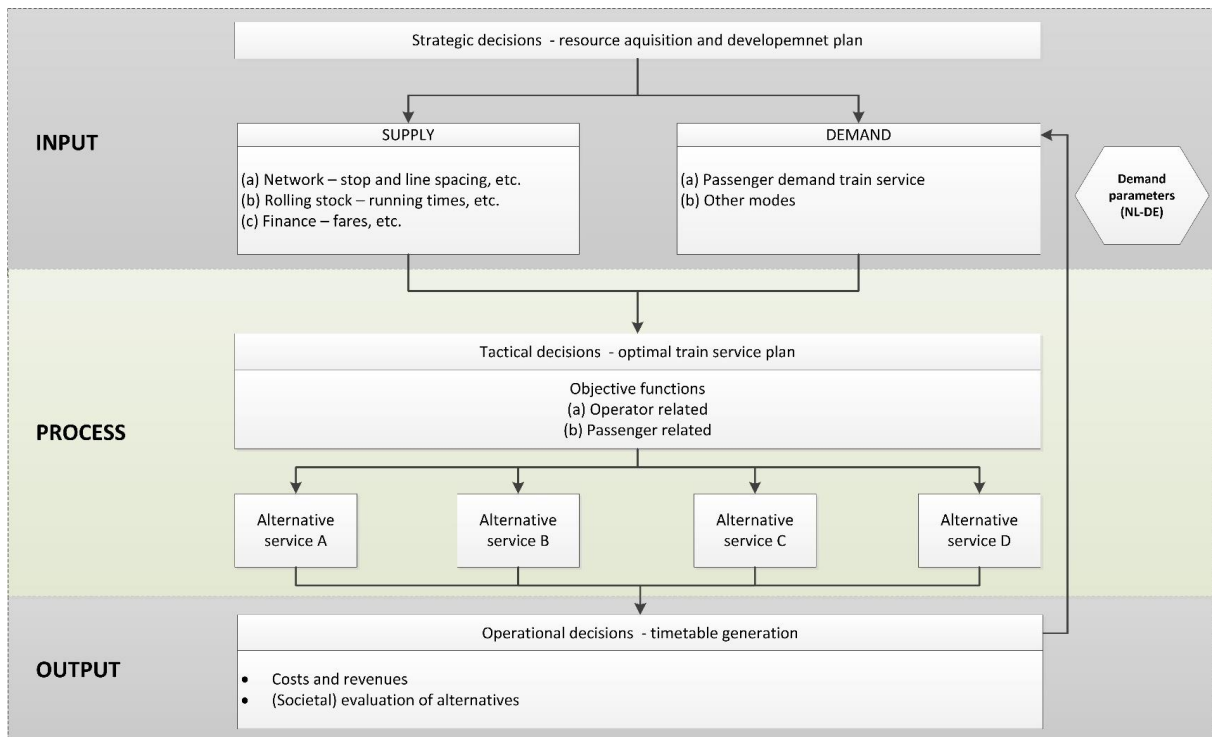 Strategic decisions - resource aquisition and developemnet plan
INPUT
SUPPLY
(a) Network – stop and line spacing, etc.
(b) Rolling stock – running times, etc.
(c) Finance – fares, etc.
DEMAND
(a) Passenger demand train service
(b) Other modes
Demand
parameters
(NL-DE)
PROCESS
Tactical decisions - optimal train service plan
Objective functions
(a) Operator related
(b) Passenger related
Alternative
service A
Alternative
service B
Alternative
service C
Alternative
service D
OUTPUT
Operational decisions - timetable generation
• Costs and revenues
• (Societal) evaluation of alternatives